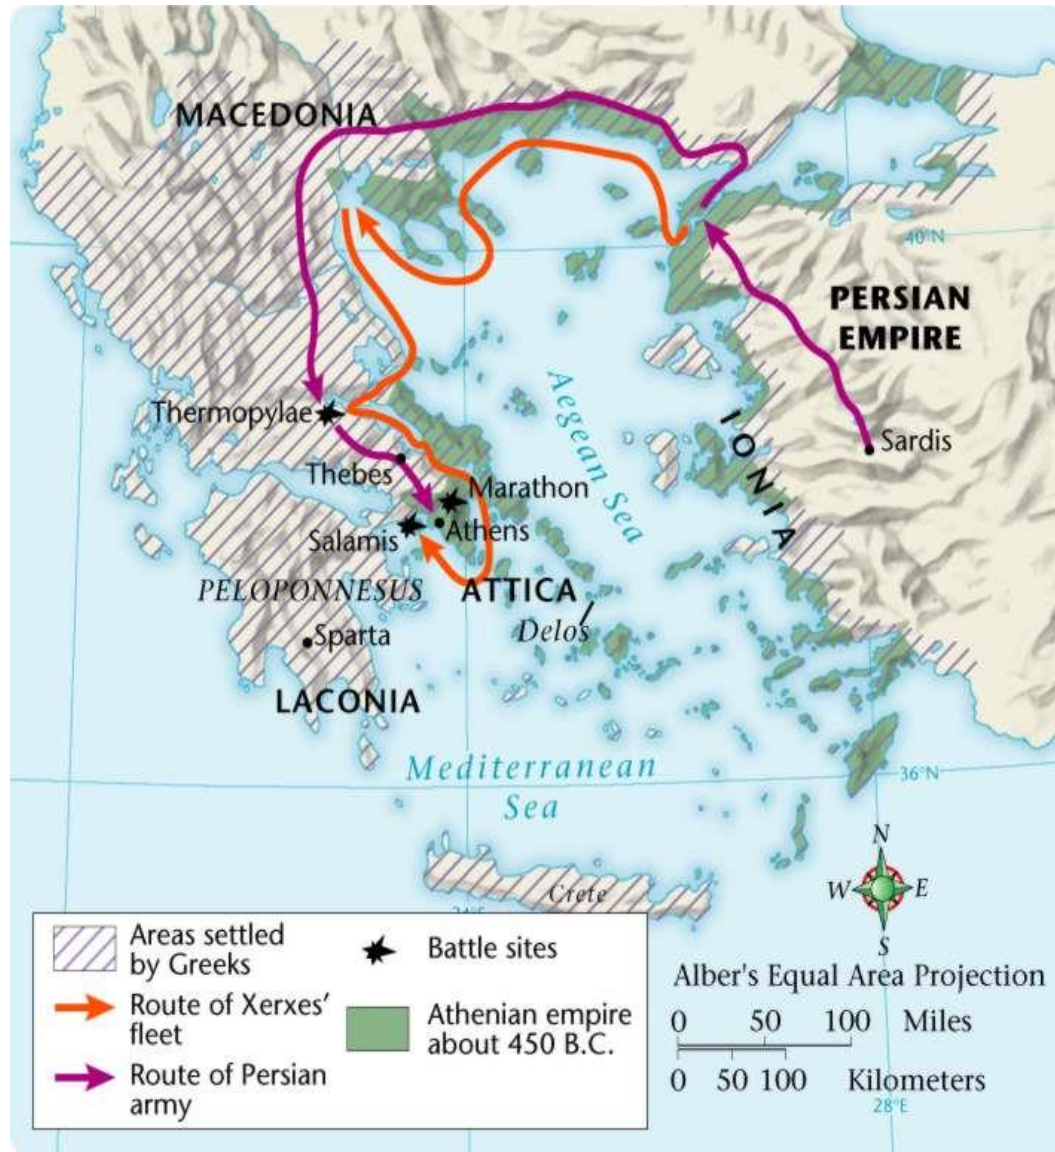 MACEDONIA
40°N
PERSIAN
EMPIRE
Aegean Sea
IONIA
Sardis
Thermopylae
Thebes
Marathon
Athens
Salamis
PELOPONNESUS
ATTICA
Delos
Sparta
LACONIA
Mediterranean
Sea
36°N
Crete
24°E
N
W
E
S
Areas settled
by Greeks
Battle sites
Route of Xerxes'
fleet
Athenian empire
about 450 B.C.
Route of Persian
army
Alber's Equal Area Projection
0 50 100 Miles
0 50 100 Kilometers
28°E